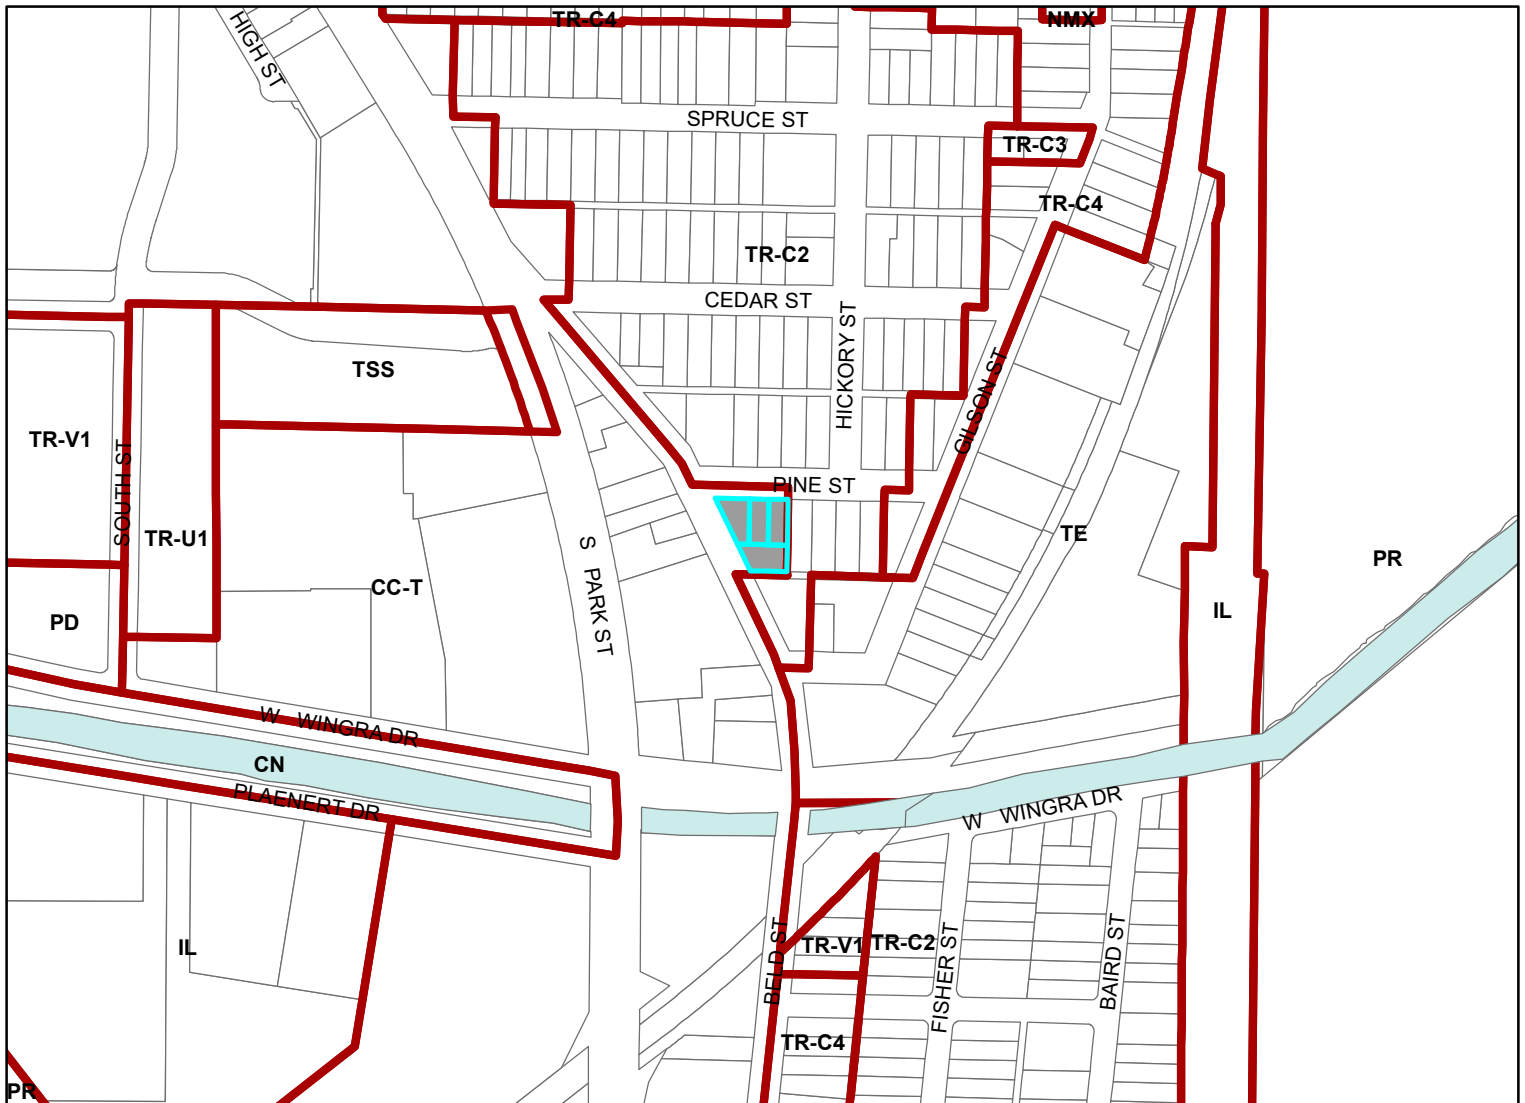 TR-C4
NMX
HIGH ST
SPRUCE ST
TR-C3
TR-C4
TR-C2
CEDAR ST
HICKORY ST
TSS
GILSON ST
TR-V1
SOUTH ST
PINE ST
TR-U1
S PARK ST
TE
PR
CC-T
IL
PD
W WINGRA DR
CN
PLAENERT DR
W WINGRA DR
IL
BELD ST
TR-V1
TR-C2
FISHER ST
BAIRD ST
TR-C4
PR